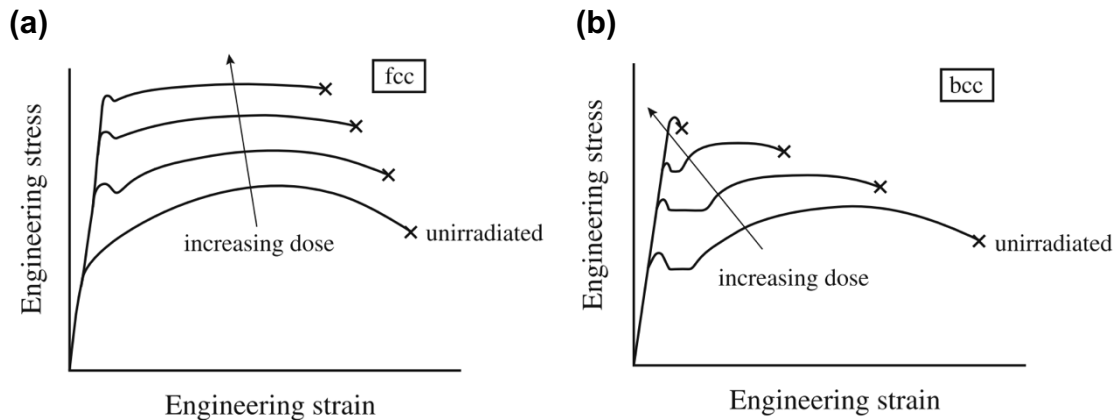 (a)
fcc
Engineering stress
increasing dose
unirradiated
Engineering strain
(b)
bcc
Engineering stress
increasing dose
unirradiated
Engineering strain